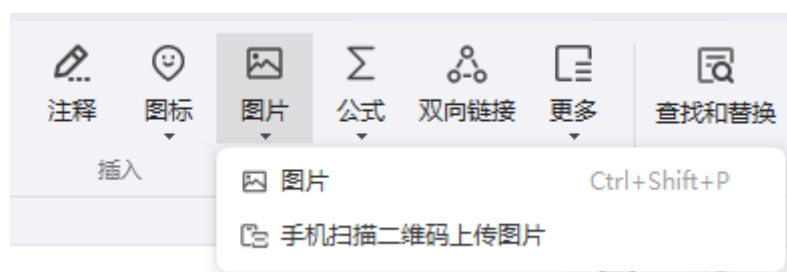 注释 图标 图片 公式 双向链接 更多 查找和替换
插入
图片 Ctrl+Shift+P
手机扫描二维码上传图片